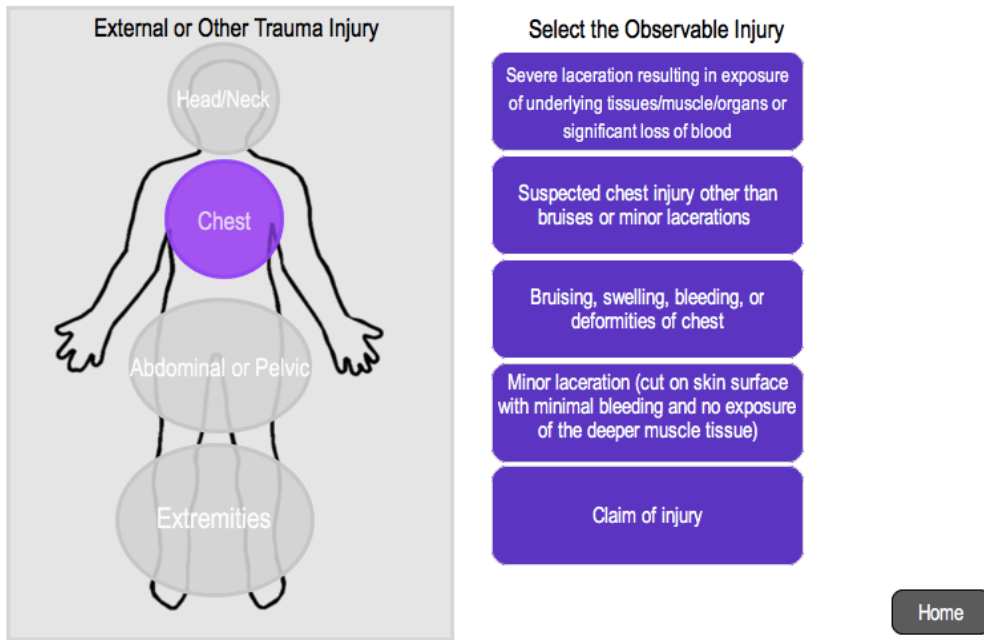 External or Other Trauma Injury
Head/Neck
Chest
Abdominal or Pelvic
Extremities
Select the Observable Injury
Severe laceration resulting in exposure
of underlying tissues/muscle/organs or
significant loss of blood
Suspected chest injury other than
bruises or minor lacerations
Bruising, swelling, bleeding, or
deformities of chest
Minor laceration (cut on skin surface
with minimal bleeding and no exposure
of the deeper muscle tissue)
Claim of injury
Home